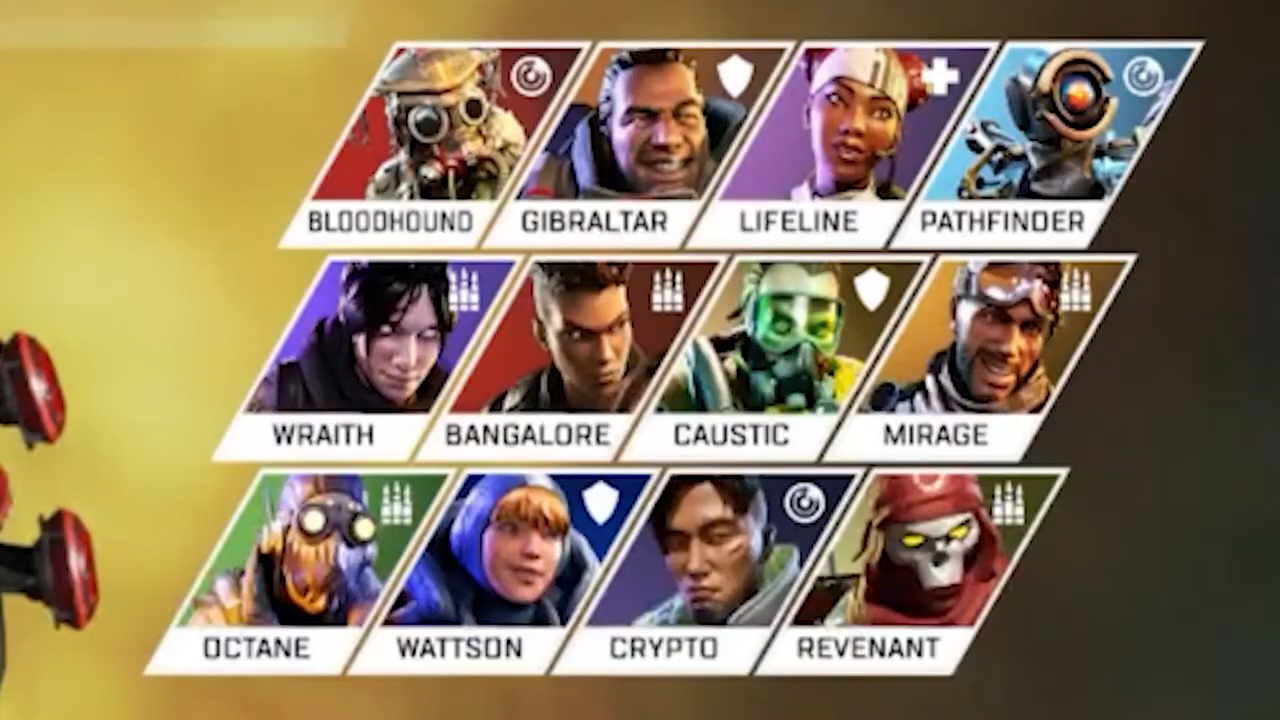 BLOODHOUND GIBRALTAR LIFELINE PATHFINDER
WRAITH BANGALORE CAUSTIC MIRAGE
OCTANE WATTSON CRYPTO REVENANT